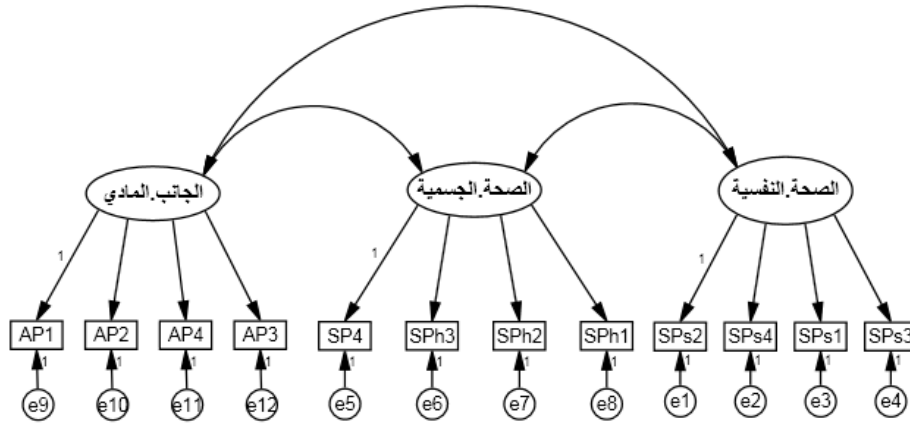 الجانب.المادي الصحة.الجسمية الصحة.النفسية
1 1 1
AP1 AP2 AP4 AP3 SP4 SPh3 SPh2 SPh1 SPs2 SPs4 SPs1 SPs3
1 1 1 1 1 1 1 1 1 1 1 1
e9 e10 e11 e12 e5 e6 e7 e8 e1 e2 e3 e4